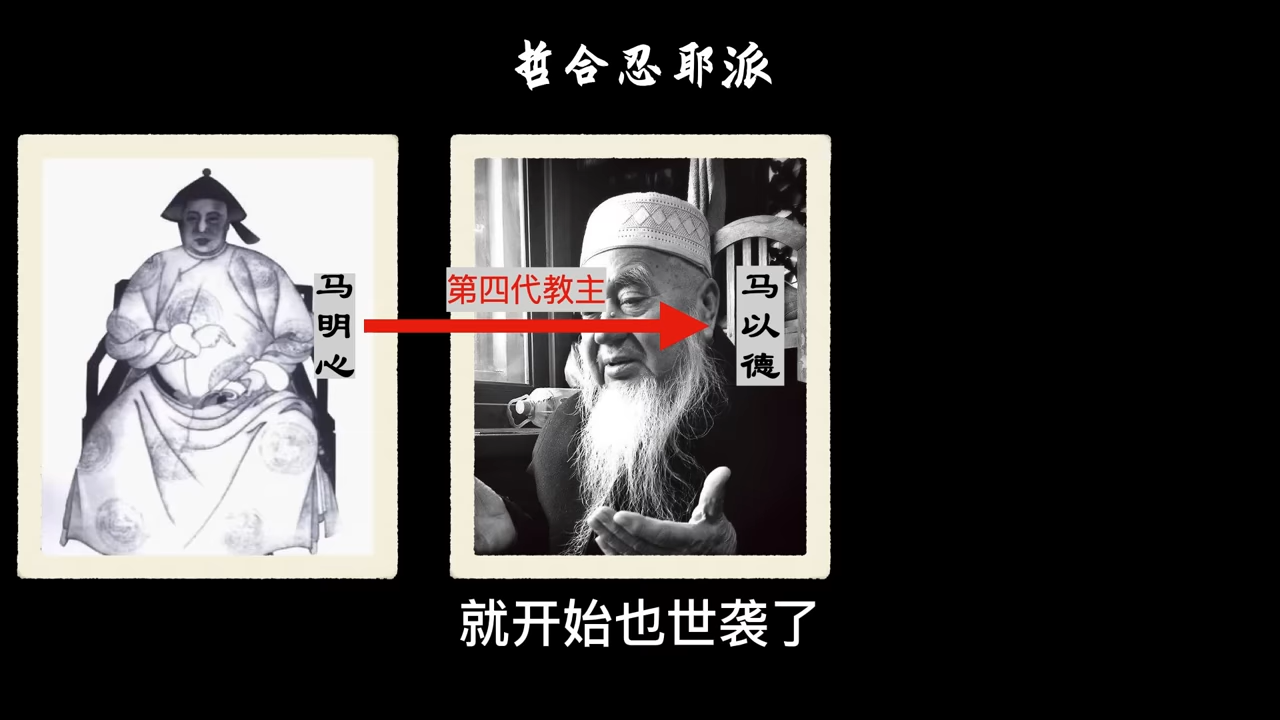 哲合忍耶派
马明心
第四代教主
马以德
就开始也世袭了